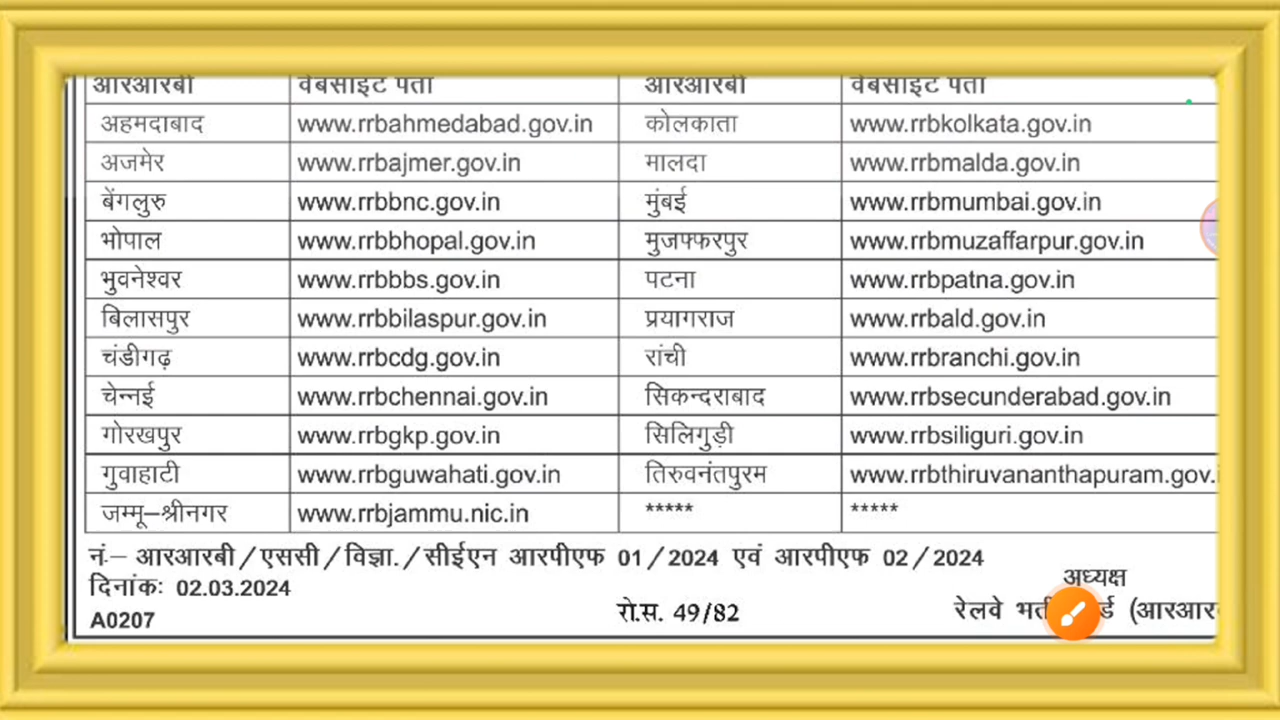 आरआरबी वेबसाइट पता आरआरबी वेबसाइट पता
अहमदाबाद www.rrbahmedabad.gov.in कोलकाता www.rrbkolkata.gov.in
अजमेर www.rrbajmer.gov.in मालदा www.rrbmalda.gov.in
बेंगलुरु www.rrbbnc.gov.in मुंबई www.rrbmumbai.gov.in
भोपाल www.rrbbhopal.gov.in मुजफ्फरपुर www.rrbmuzaffarpur.gov.in
भुवनेश्वर www.rrbbbs.gov.in पटना www.rrbpatna.gov.in
बिलासपुर www.rrbbilaspur.gov.in प्रयागराज www.rrbald.gov.in
चंडीगढ़ www.rrbcdg.gov.in रांची www.rrbranchi.gov.in
चेन्नई www.rrbchennai.gov.in सिकन्दराबाद www.rrbsecunderabad.gov.in
गोरखपुर www.rrbgkp.gov.in सिलिगुड़ी www.rrbsiliguri.gov.in
गुवाहाटी www.rrbguwahati.gov.in तिरुवनंतपुरम www.rrbthiruvananthapuram.gov.
जम्मू–श्रीनगर www.rrbjammu.nic.in ***** *****
नं.– आरआरबी/एससी/विज्ञा./सीईएन आरपीएफ 01/2024 एवं आरपीएफ 02/2024
दिनांकः 02.03.2024
अध्यक्ष
A0207 रो.स. 49/82 रेलवे